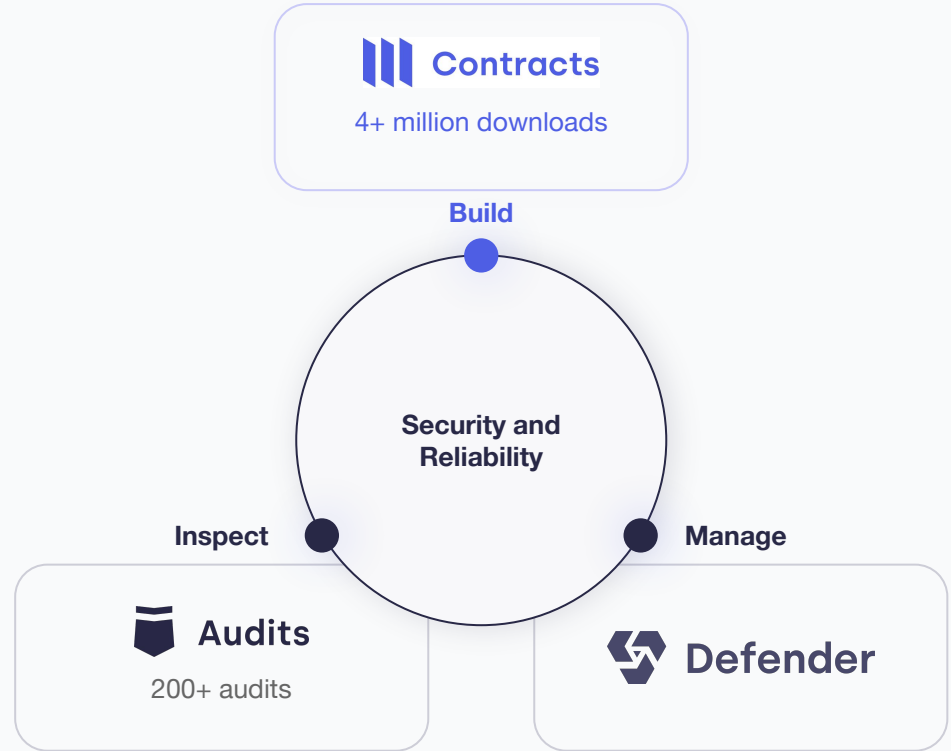 Contracts
4+ million downloads
Build
Security and
Reliability
Inspect
Manage
Audits
200+ audits
Defender